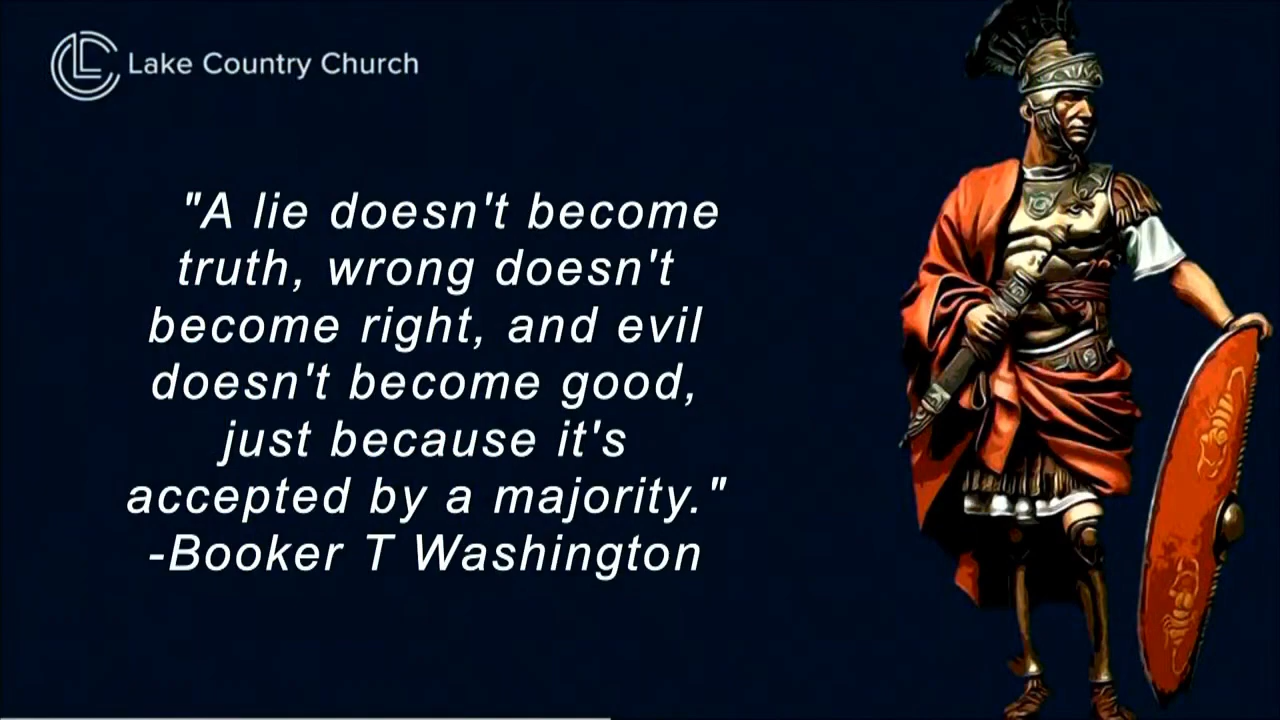 Lake Country Church
"A lie doesn't become
truth, wrong doesn't
become right, and evil
doesn't become good,
just because it's
accepted by a majority."
-Booker T Washington